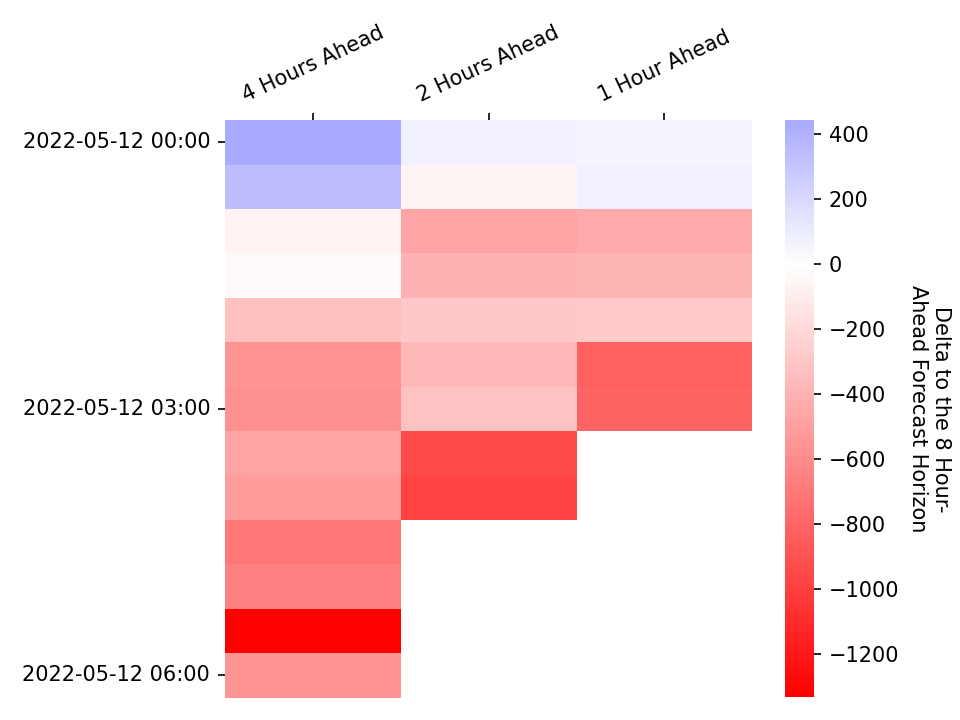 4 Hours Ahead
2 Hours Ahead
1 Hour Ahead
2022-05-12 00:00
2022-05-12 03:00
2022-05-12 06:00
400
200
0
−200
−400
−600
−800
−1000
−1200
Delta to the 8 Hour-
Ahead Forecast Horizon